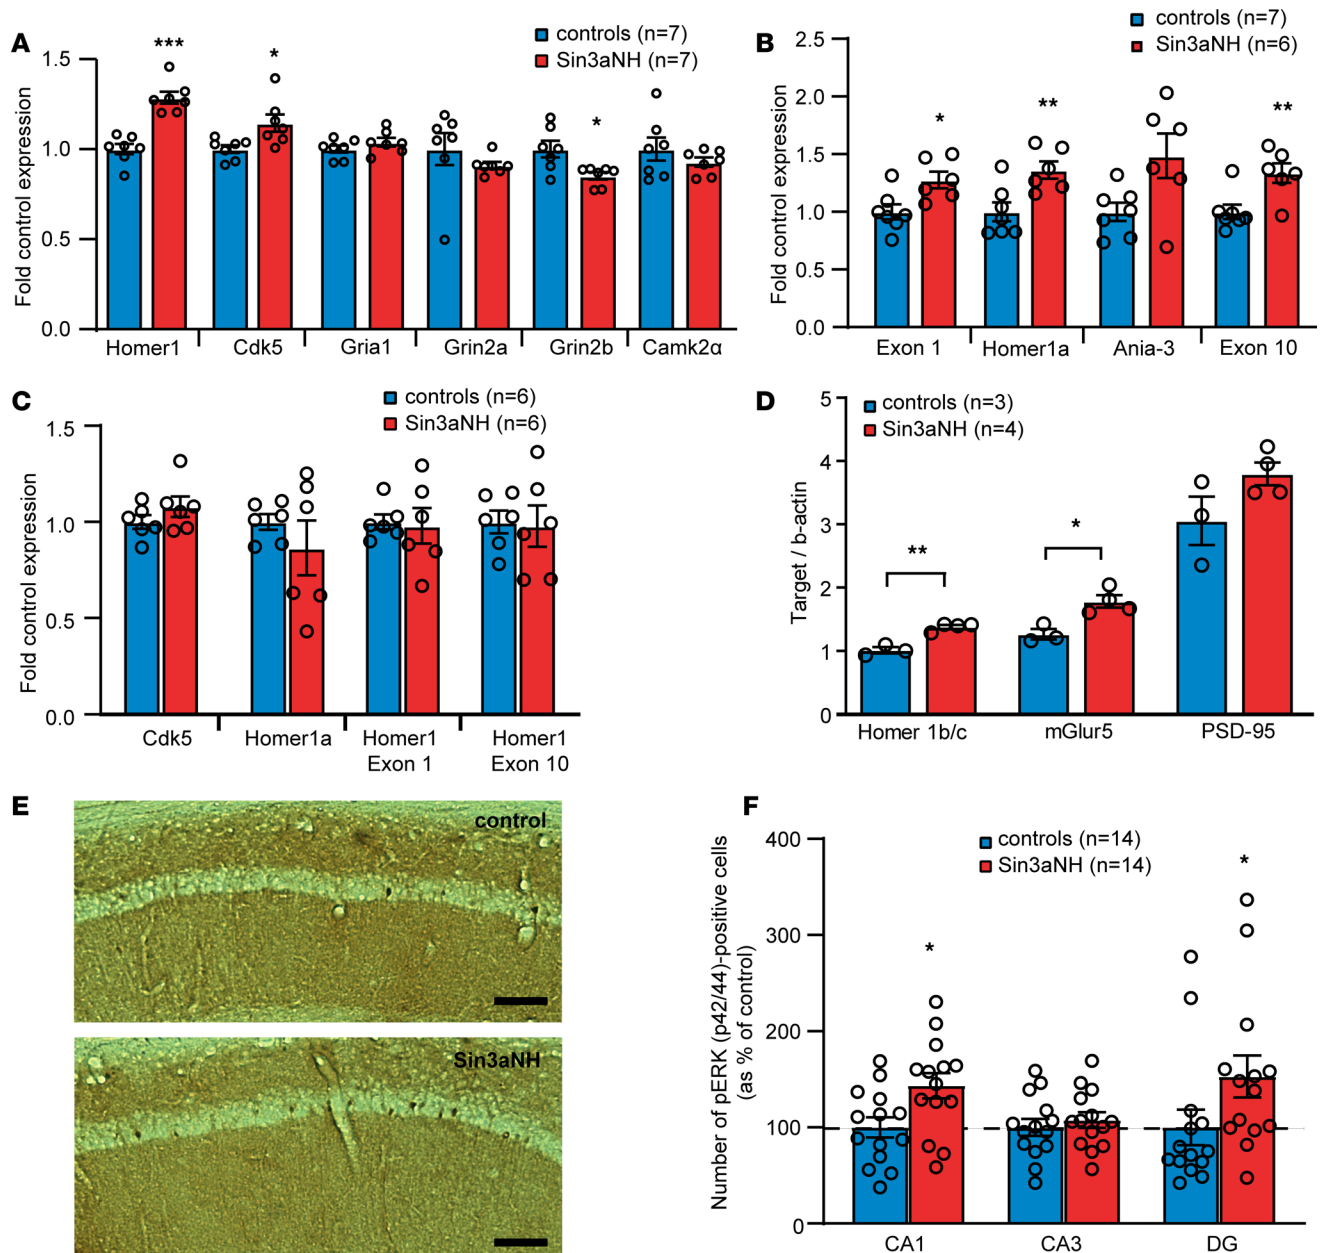 A
controls (n=7)
Sin3aNH (n=7)
Fold control expression
1.5
1.0
0.5
0.0
***
*
*
Homer1
Cdk5
Gria1
Grin2a
Grin2b
Camk2α
B
controls (n=7)
Sin3aNH (n=6)
Fold control expression
2.5
2.0
1.5
1.0
0.5
0.0
*
**
**
Exon 1
Homer1a
Ania-3
Exon 10
C
controls (n=6)
Sin3aNH (n=6)
Fold control expression
1.5
1.0
0.5
0.0
Cdk5
Homer1a
Homer1
Exon 1
Homer1
Exon 10
D
controls (n=3)
Sin3aNH (n=4)
Target / b-actin
5
4
3
2
1
0
**
*
Homer 1b/c
mGlur5
PSD-95
E
control
Sin3aNH
F
controls (n=14)
Sin3aNH (n=14)
Number of pERK (p42/44)-positive cells
(as % of control)
400
300
200
100
0
*
*
CA1
CA3
DG